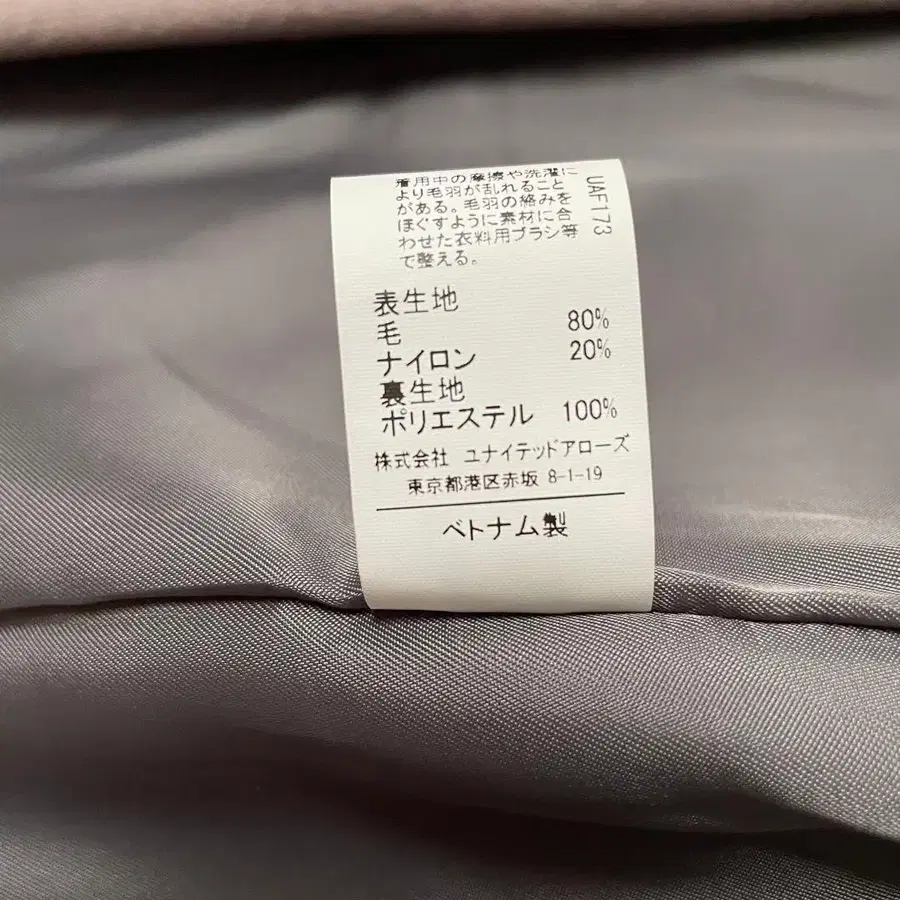 着用中の摩擦や洗濯に
より毛羽が乱れること
がある。毛羽の絡みを
ほぐすように素材に合
わせた衣料用ブラシ等
で整える。
UAF173
表生地
毛 80%
ナイロン 20%
裏生地
ポリエステル 100%
株式会社 ユナイテッドアローズ
東京都港区赤坂 8-1-19
ベトナム製